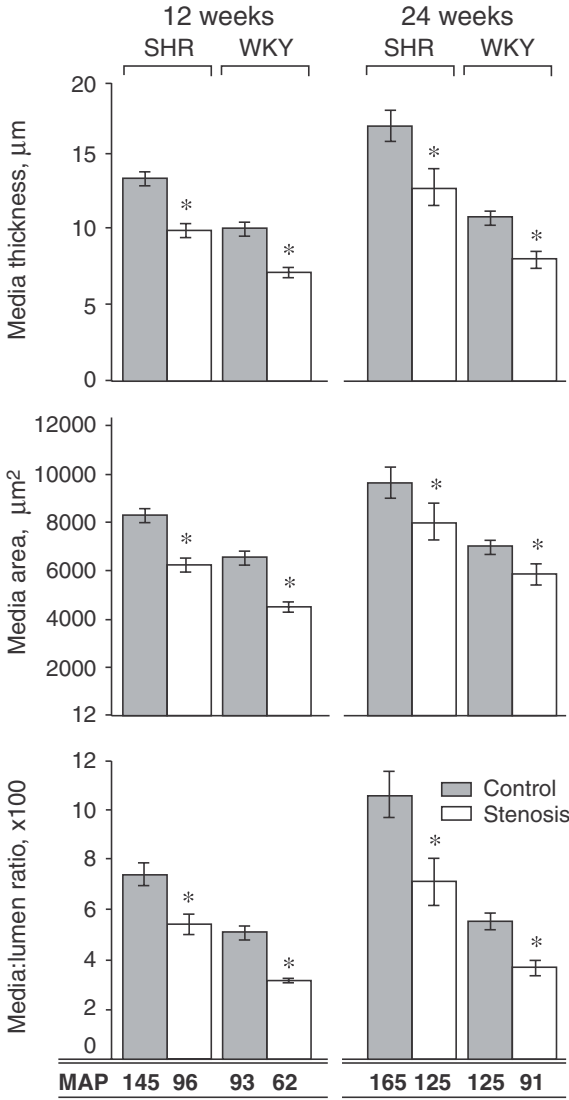 12 weeks 24 weeks
SHR WKY SHR WKY
Media thickness, μm
20
15
10
5
0
* * * *
Media area, μm²
12000
10000
8000
6000
4000
2000
12
* * * *
Media:lumen ratio, x100
12
10
8
6
4
2
0
* * * *
Control
Stenosis
MAP 145 96 93 62 165 125 125 91